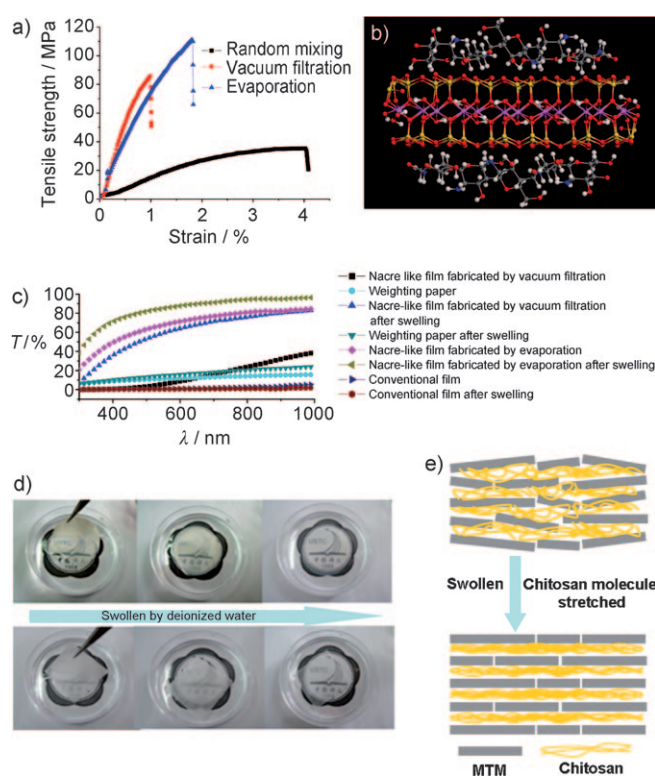 a)
Tensile strength / MPa
120
100
80
60
40
20
0
0 1 2 3 4
Strain / %
Random mixing
Vacuum filtration
Evaporation
b)
c)
T / %
100
80
60
40
20
0
400 600 800 1000
λ / nm
Nacre like film fabricated by vacuum filtration
Weighting paper
Nacre-like film fabricated by vacuum filtration
after swelling
Weighting paper after swelling
Nacre-like film fabricated by evaporation
Nacre-like film fabricated by evaporation after swelling
Conventional film
Conventional film after swelling
d)
Swollen by deionized water
e)
Swollen
Chitosan molecule
stretched
MTM
Chitosan